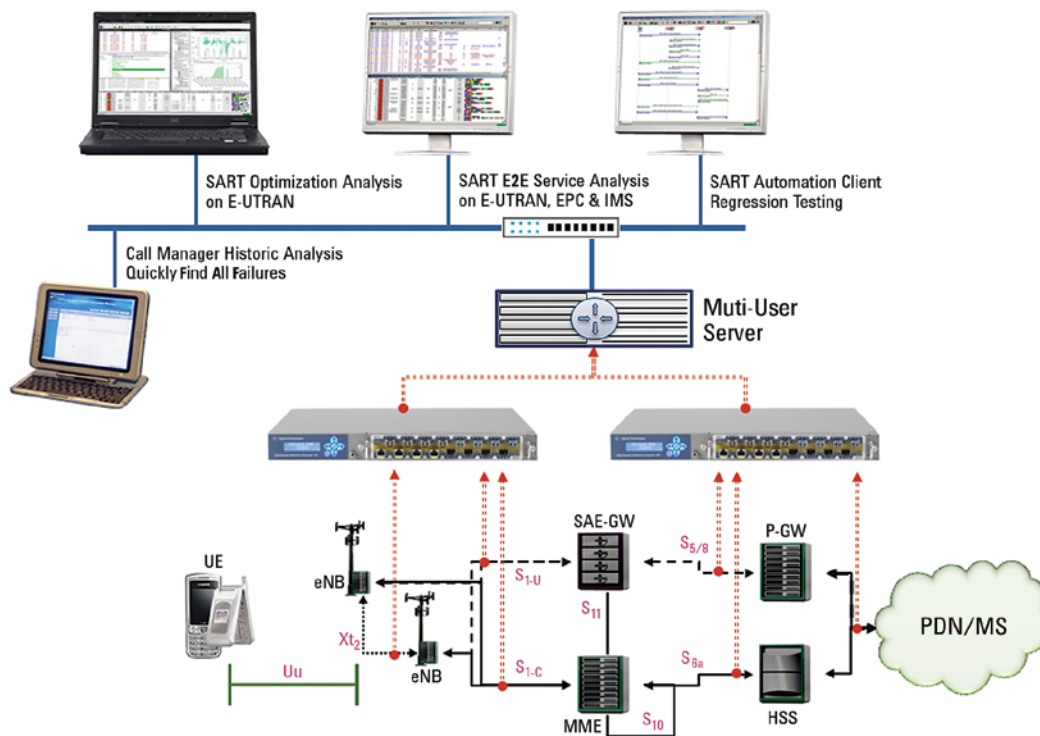 SART Optimization Analysis
on E-UTRAN
SART E2E Service Analysis
on E-UTRAN, EPC & IMS
SART Automation Client
Regression Testing
Call Manager Historic Analysis
Quickly Find All Failures
Muti-User
Server
SAE-GW
P-GW
UE
eNB
S1-U
S5/8
S11
PDN/MS
Xt2
eNB
S1-C
S6a
Uu
MME
S10
HSS